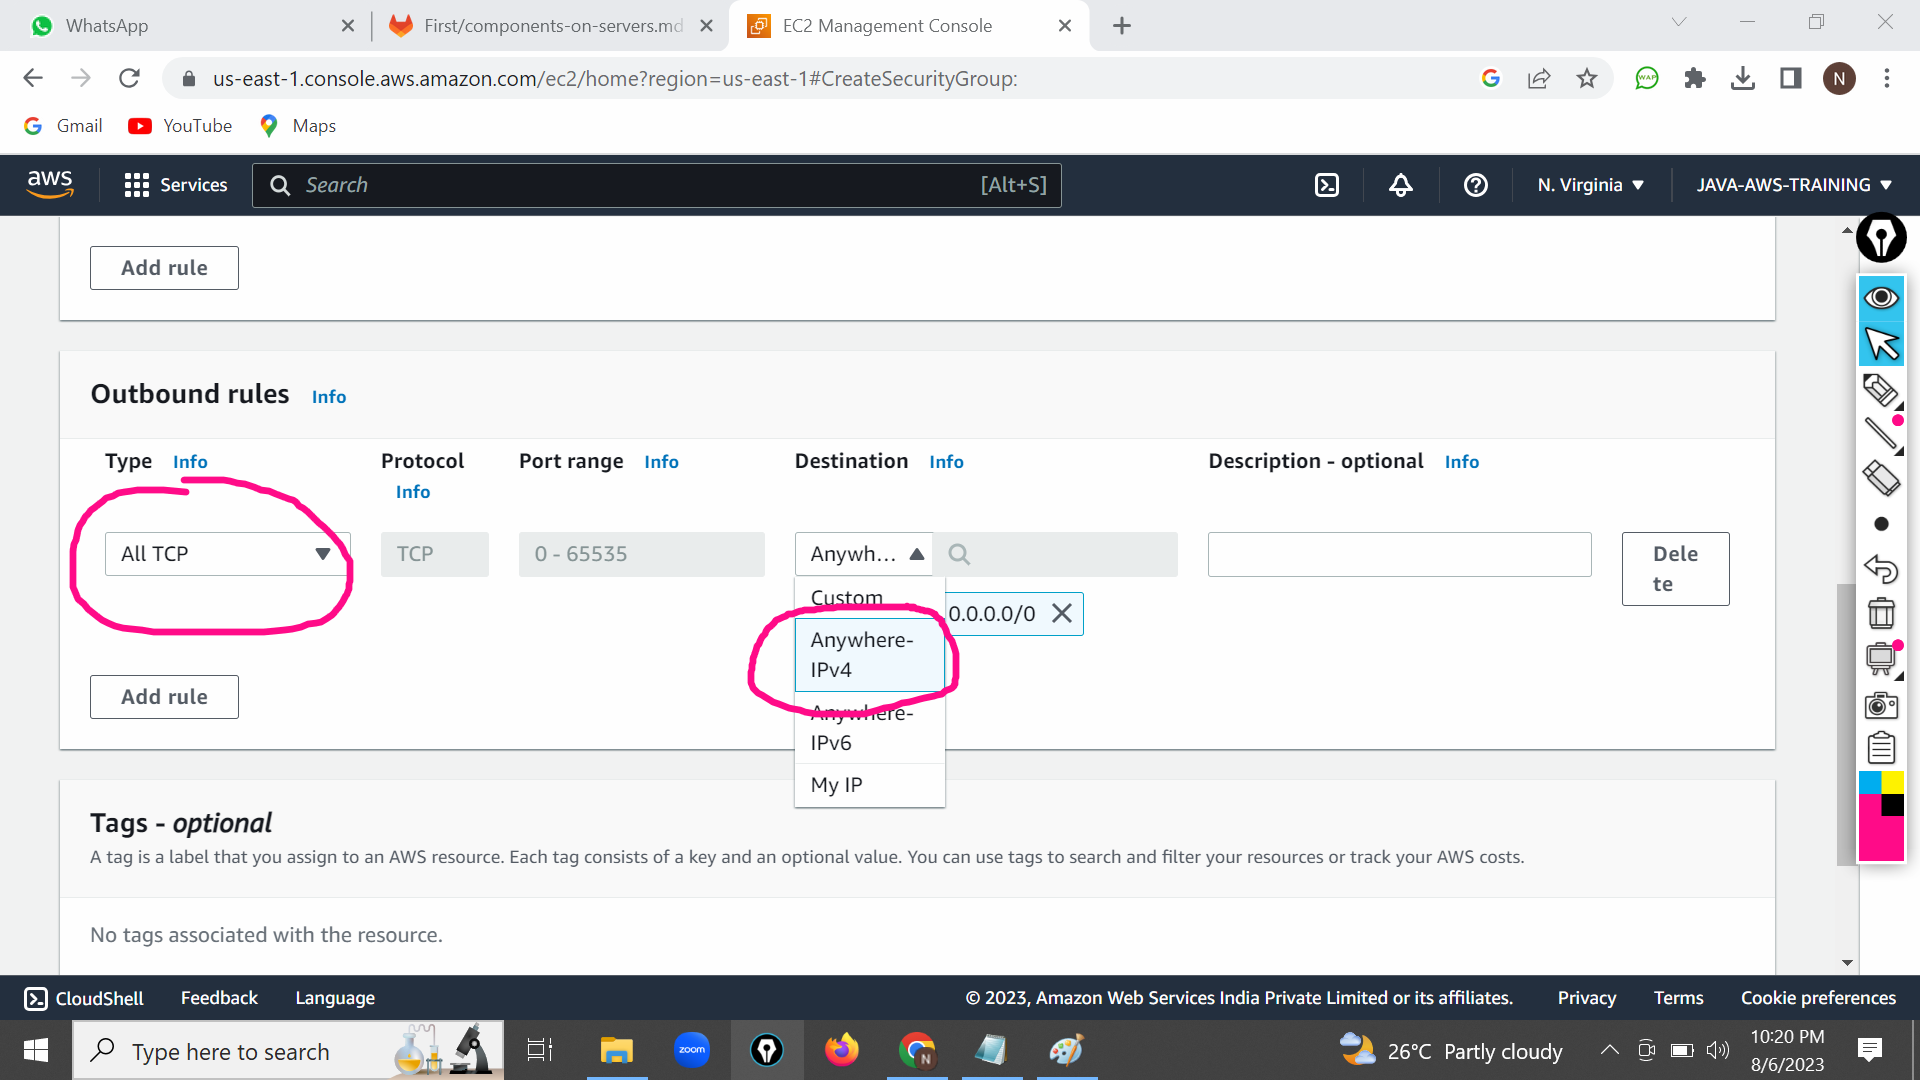 WhatsApp
First/components-on-servers.md
EC2 Management Console
us-east-1.console.aws.amazon.com/ec2/home?region=us-east-1#CreateSecurityGroup:
WAP
N
Gmail
YouTube
Maps
aws
Services
Search
[Alt+S]
N. Virginia
JAVA-AWS-TRAINING
Add rule
Outbound rules Info
Type Info
Protocol
Info
Port range Info
Destination Info
Description - optional Info
All TCP
TCP
0 - 65535
Anywh...
Dele
te
Custom
0.0.0.0/0
Anywhere-
IPv4
Anywhere-
IPv6
My IP
Add rule
Tags - optional
A tag is a label that you assign to an AWS resource. Each tag consists of a key and an optional value. You can use tags to search and filter your resources or track your AWS costs.
No tags associated with the resource.
CloudShell
Feedback
Language
© 2023, Amazon Web Services India Private Limited or its affiliates.
Privacy
Terms
Cookie preferences
Type here to search
zoom
N
26°C Partly cloudy
10:20 PM
8/6/2023